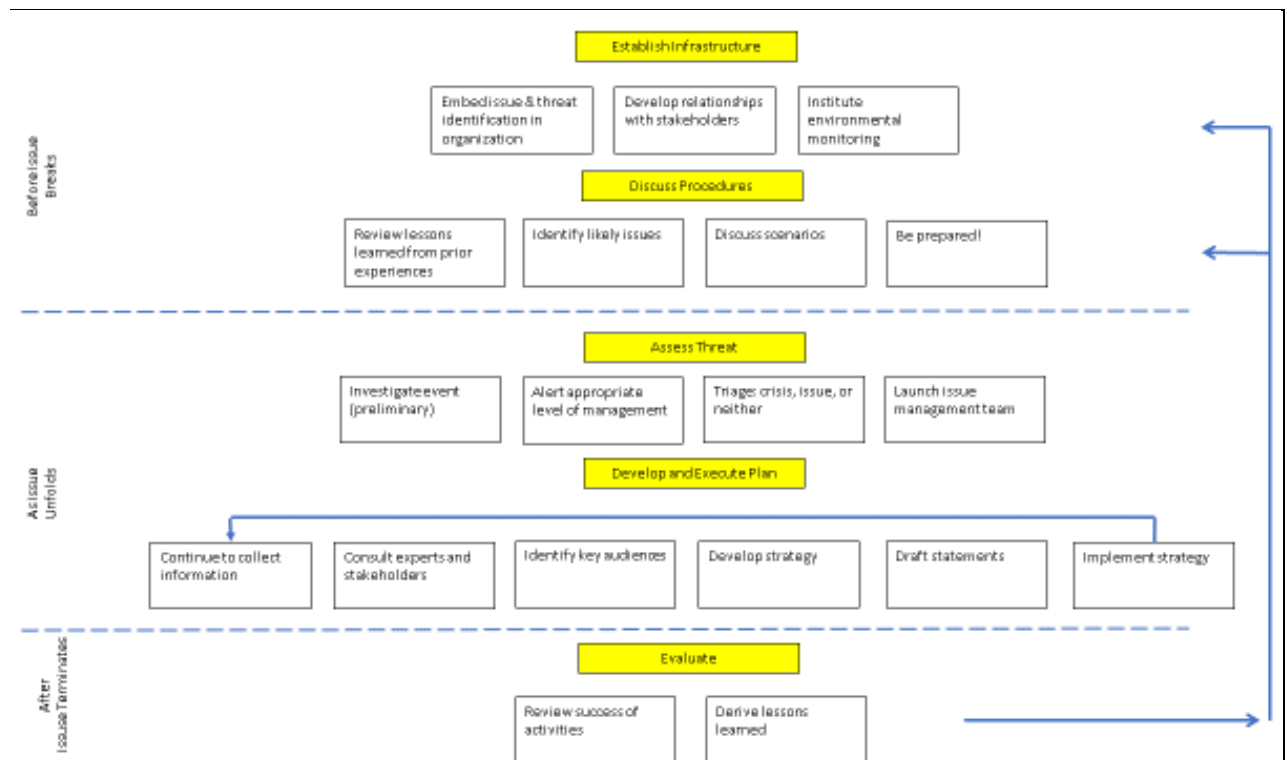 Establish Infrastructure
Embed issue & threat
identification in
organization
Develop relationships
with stakeholders
Institute
environmental
monitoring
Before Issue
Breaks
Discuss Procedures
Review lessons
learned from prior
experiences
Identify likely issues
Discuss scenarios
Be prepared!
Assess Threat
Investigate event
(preliminary)
Alert appropriate
level of management
Triage: crisis, issue, or
neither
Launch issue
management team
As Issue
Unfolds
Develop and Execute Plan
Continue to collect
information
Consult experts and
stakeholders
Identify key audiences
Develop strategy
Draft statements
Implement strategy
After
Issuse Terminates
Evaluate
Review success of
activities
Derive lessons
learned